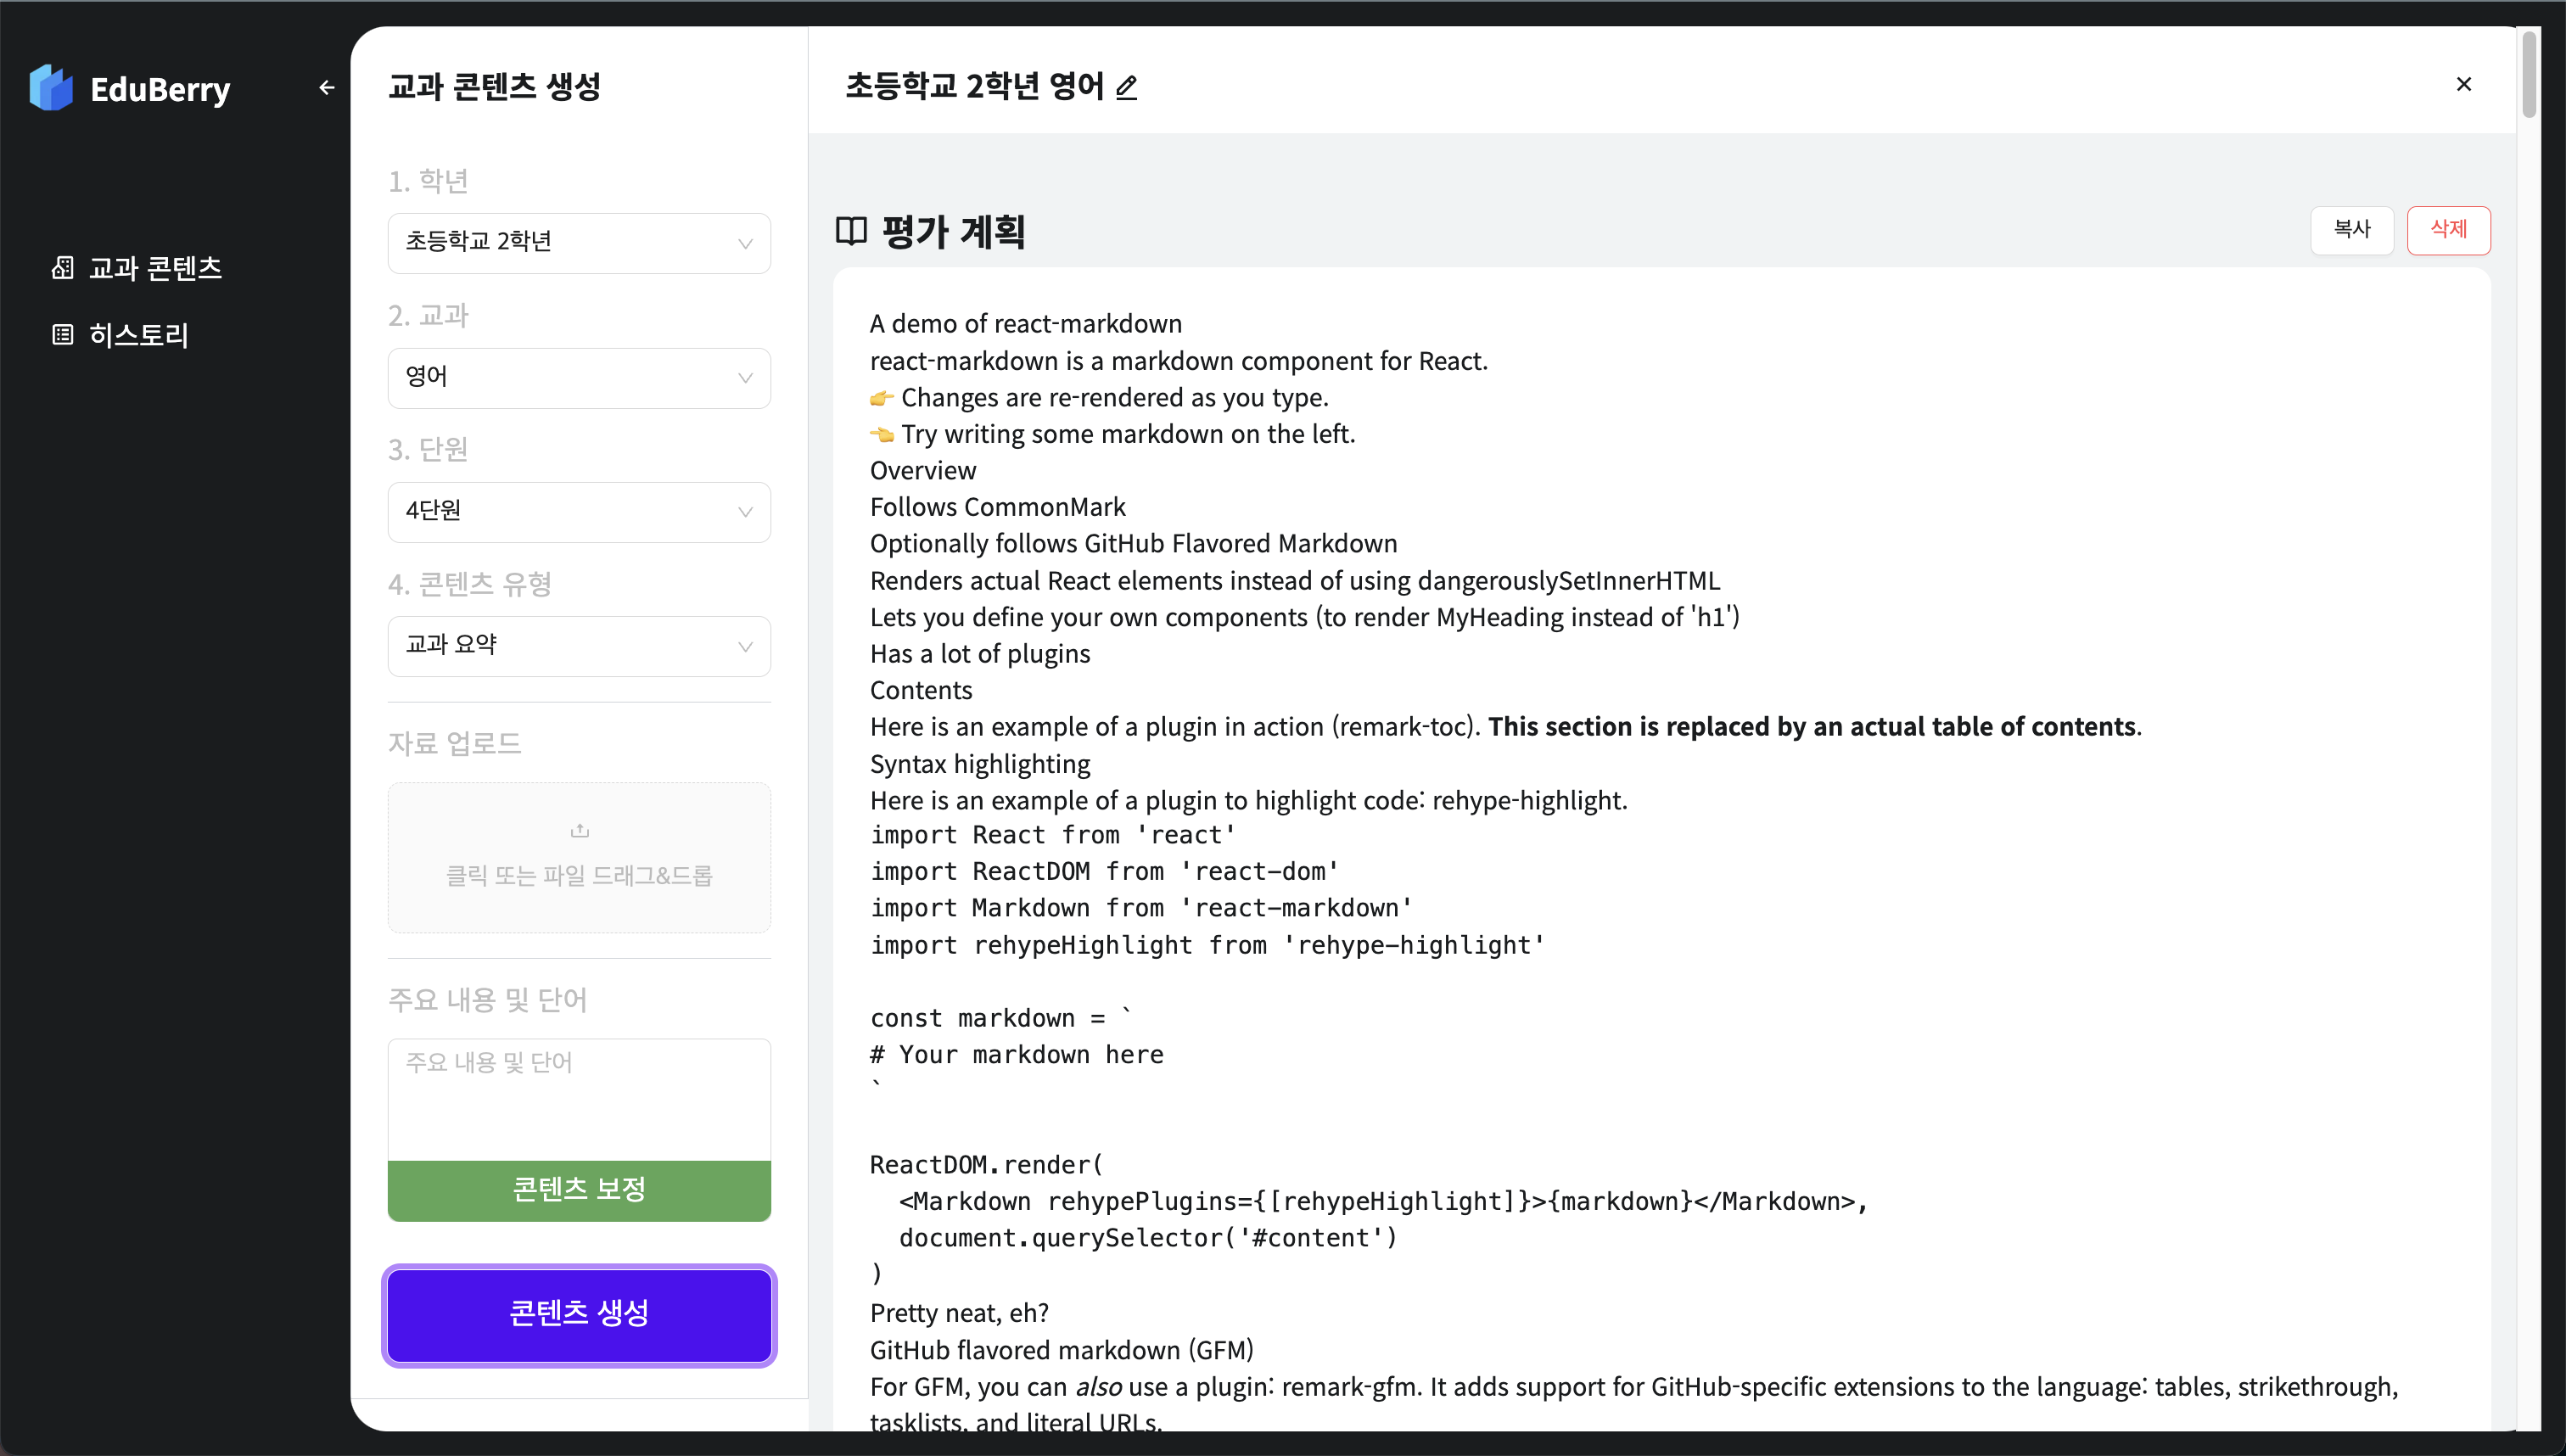 EduBerry
교과 콘텐츠
히스토리
교과 콘텐츠 생성
1. 학년
초등학교 2학년
2. 교과
영어
3. 단원
4단원
4. 콘텐츠 유형
교과 요약
자료 업로드
클릭 또는 파일 드래그&드롭
주요 내용 및 단어
주요 내용 및 단어
콘텐츠 보정
콘텐츠 생성
초등학교 2학년 영어
평가 계획
복사
삭제
A demo of react-markdown
react-markdown is a markdown component for React.
👉 Changes are re-rendered as you type.
👈 Try writing some markdown on the left.
Overview
Follows CommonMark
Optionally follows GitHub Flavored Markdown
Renders actual React elements instead of using dangerouslySetInnerHTML
Lets you define your own components (to render MyHeading instead of 'h1')
Has a lot of plugins
Contents
Here is an example of a plugin in action (remark-toc). This section is replaced by an actual table of contents.
Syntax highlighting
Here is an example of a plugin to highlight code: rehype-highlight.
import React from 'react'
import ReactDOM from 'react-dom'
import Markdown from 'react-markdown'
import rehypeHighlight from 'rehype-highlight'
const markdown = `
# Your markdown here
`
ReactDOM.render(
  <Markdown rehypePlugins={[rehypeHighlight]}>{markdown}</Markdown>,
  document.querySelector('#content')
)
Pretty neat, eh?
GitHub flavored markdown (GFM)
For GFM, you can also use a plugin: remark-gfm. It adds support for GitHub-specific extensions to the language: tables, strikethrough,
tasklists, and literal URLs.